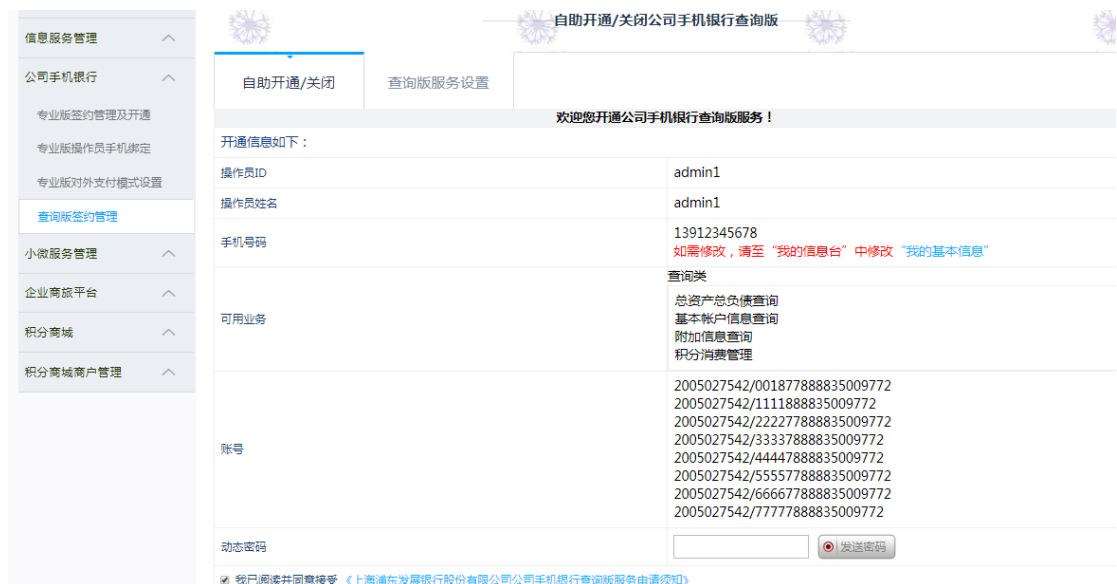 自助开通/关闭公司手机银行查询版
信息服务管理
公司手机银行
专业版签约管理及开通
专业版操作员手机绑定
专业版对外支付模式设置
查询版签约管理
小微服务管理
企业商旅平台
积分商城
积分商城商户管理
自助开通/关闭
查询版服务设置
欢迎您开通公司手机银行查询版服务！
开通信息如下：
操作员ID
admin1
操作员姓名
admin1
手机号码
13912345678
如需修改，请至“我的信息台”中修改“我的基本信息”
可用业务
查询类
总资产总负债查询
基本帐户信息查询
附加信息查询
积分消费管理
账号
2005027542/001877888835009772
2005027542/1111888835009772
2005027542/222277888835009772
2005027542/33337888835009772
2005027542/44447888835009772
2005027542/555577888835009772
2005027542/666677888835009772
2005027542/77777888835009772
动态密码
发送密码
我已阅读并同意接受《上海浦东发展银行股份有限公司公司手机银行查询版服务申请须知》